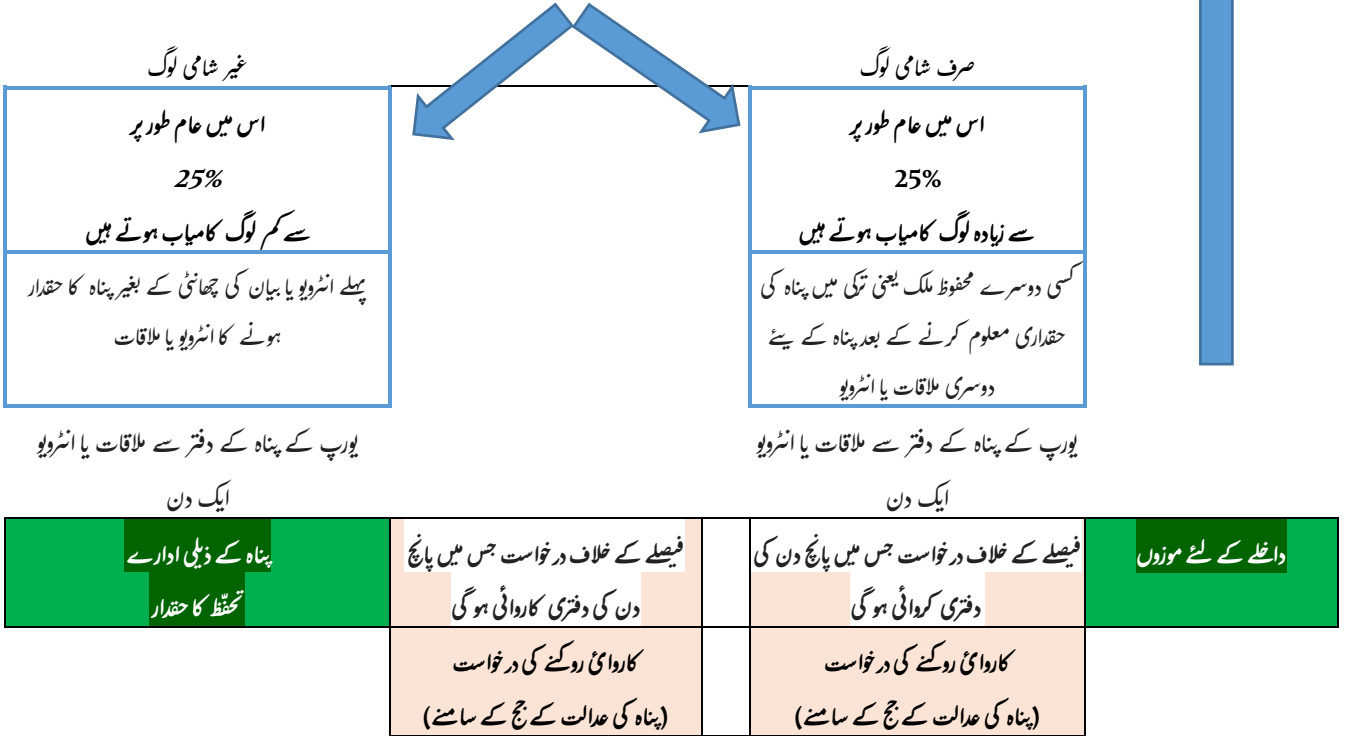 صرف شامی لوگ
اس میں عام طور پر
25%
سے زیادہ لوگ کامیاب ہوتے ہیں
کسی دوسرے محفوظ ملک یعنی ترکی میں پناہ کی
حقداری معلوم کرنے کے بعد پناہ کے یئے
دوسری ملاقات یا انٹرویو
یورپ کے پناہ کے دفتر سے ملاقات یا انٹرویو
ایک دن
غیر شامی لوگ
اس میں عام طور پر
25%
سے کم لوگ کامیاب ہوتے ہیں
پہلے انٹرویو یا بیان کی چھانٹی کے بغیر پناہ کا حقدار
ہونے کا انٹرویو یا ملاقات
یورپ کے پناہ کے دفتر سے ملاقات یا انٹرویو
ایک دن
داخلے کے لئے موزوں
فیصلے کے خلاف درخواست جس میں پانچ دن کی
دفتری کروائی ہو گی
فیصلے کے خلاف درخواست جس میں پانچ
دن کی دفتری کاروائی ہو گی
پناہ کے ذیلی ادارے
تحفّظ کا حقدار
کاروائ روکنے کی درخواست
(پناہ کی عدالت کے جج کے سامنے)
کاروائ روکنے کی درخواست
(پناہ کی عدالت کے جج کے سامنے)